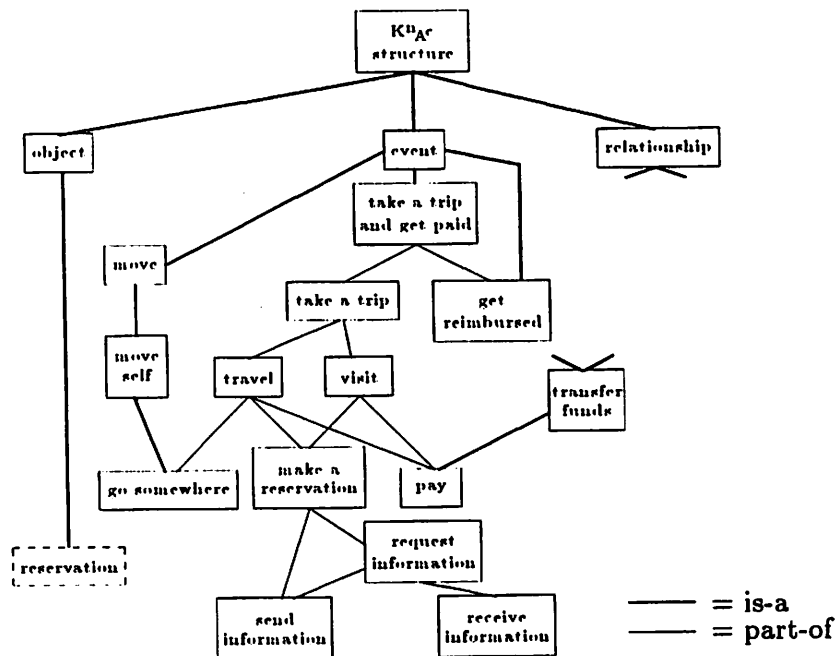 KnAc
structure
object
event
relationship
take a trip
and get paid
move
take a trip
get
reimbursed
move
self
travel
visit
transfer
funds
go somewhere
make a
reservation
pay
request
information
reservation
send
information
receive
information
= is-a
= part-of